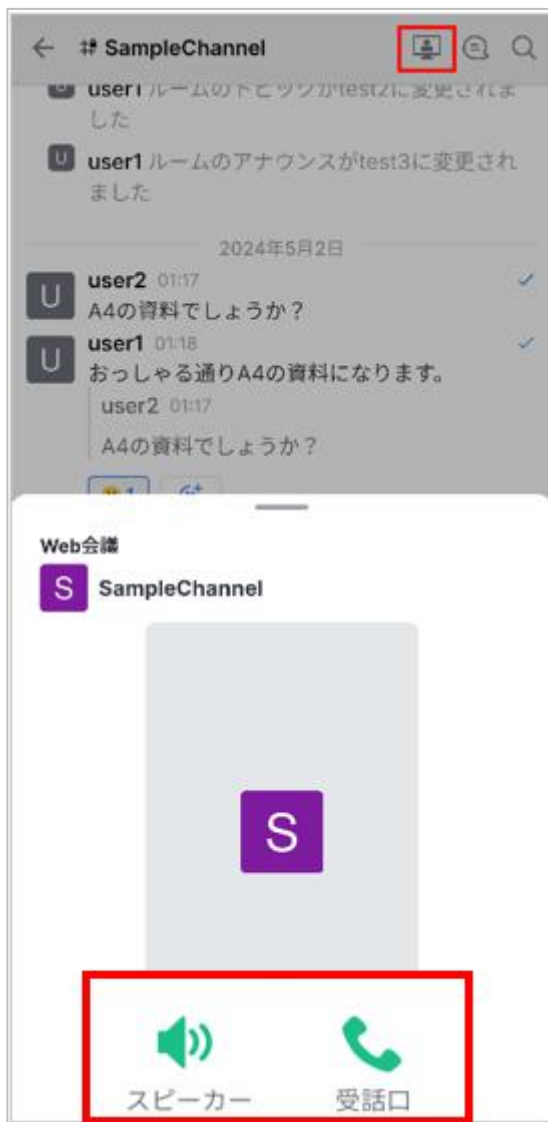 SampleChannel
user1 ルームのトピックがtest2に変更されま
した
U user1 ルームのアナウンスがtest3に変更され
ました
2024年5月2日
U user2 01:17
A4の資料でしょうか？
U user1 01:18
おっしゃる通りA4の資料になります。
user2 01:17
A4の資料でしょうか？
Web会議
S SampleChannel
S
スピーカー 受話口